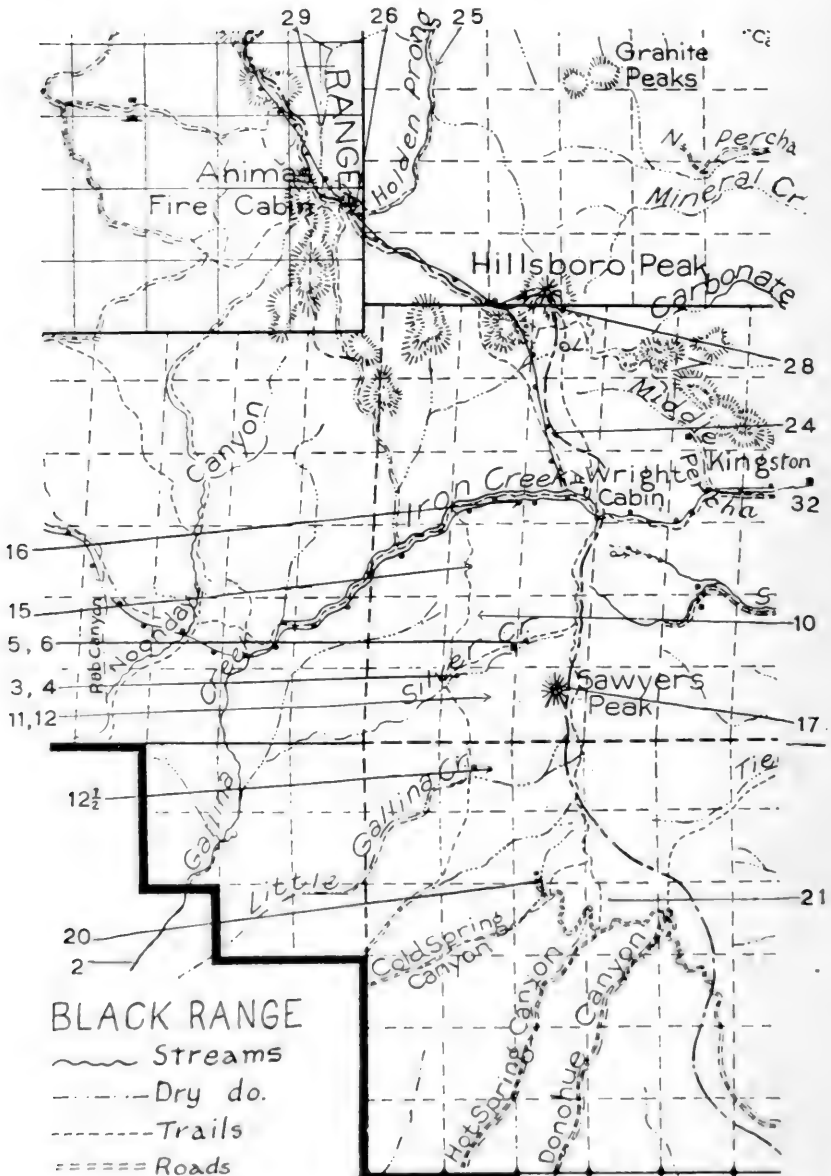 29
26
25
Granite
Peaks
RANGE
Holden Prong
N. Percha
Animas
Fire Cabin
Mineral Cr
Hillsboro Peak
Carbonate
28
Middle Percha
24
Canyon
Iron Creek
Wright
Cabin
Kingston
32
16
15
10
5, 6
Rab Canyon
Noonday
Creek
S
3, 4
11, 12
Sawyers
Peak
17
Tie
12½
Gallina
Little Gallina Cr.
21
20
2
Cold Spring
Canyon
Hot Spring Canyon
Donohue Canyon
BLACK RANGE
Streams
Dry do.
Trails
Roads